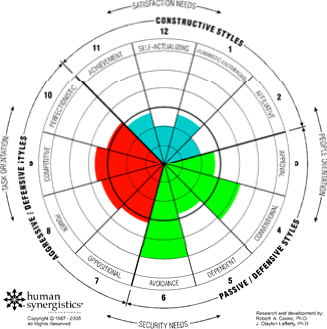 SATISFACTION NEEDS
CONSTRUCTIVE STYLES
12
11
1
10
2
9
3
8
4
7
5
6
ACHIEVEMENT
SELF-ACTUALIZING
AFFILIATIVE
PERFECTIONISTIC
APPROVAL
COMPETITIVE
CONVENTIONAL
POWER
DEPENDENT
OPPOSITIONAL
AVOIDANCE
TASK ORIENTATION
PEOPLE ORIENTATION
AGGRESSIVE / DEFENSIVE STYLES
PASSIVE / DEFENSIVE STYLES
SECURITY NEEDS
human
synergistics
Copyright © 1987 - 2005
All Rights Reserved
Research and development by:
Robert A. Cooke, Ph.D.
J. Clayton Lafferty, Ph.D.